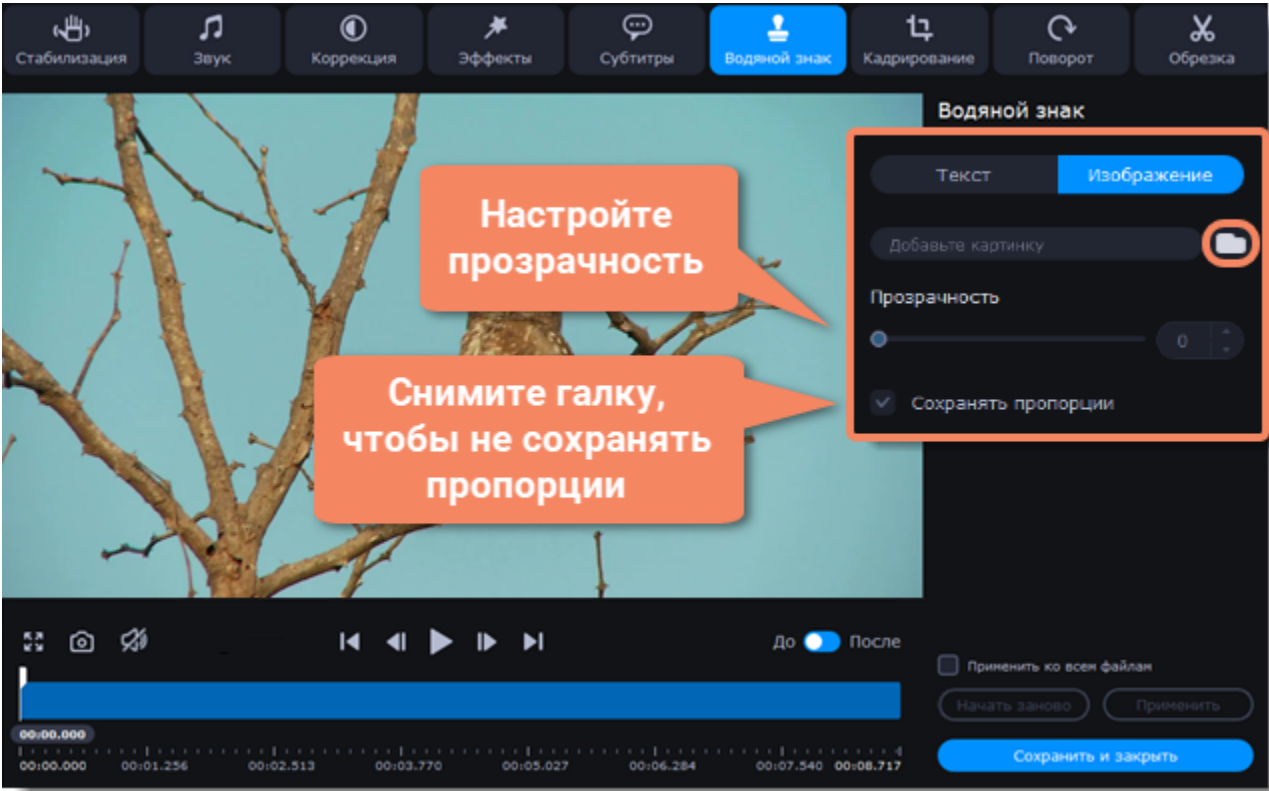 Стабилизация
Звук
Коррекция
Эффекты
Субтитры
Водяной знак
Кадрирование
Поворот
Обрезка
Водяной знак
Текст
Изображение
Настройте
прозрачность
Добавьте картинку
Прозрачность
0
Снимите галку,
чтобы не сохранять
пропорции
Сохранять пропорции
До
После
Применить ко всем файлам
Начать заново
Применить
00:00.000
00:00.000
00:01.256
00:02.513
00:03.770
00:05.027
00:06.284
00:07.540
00:08.717
Сохранить и закрыть